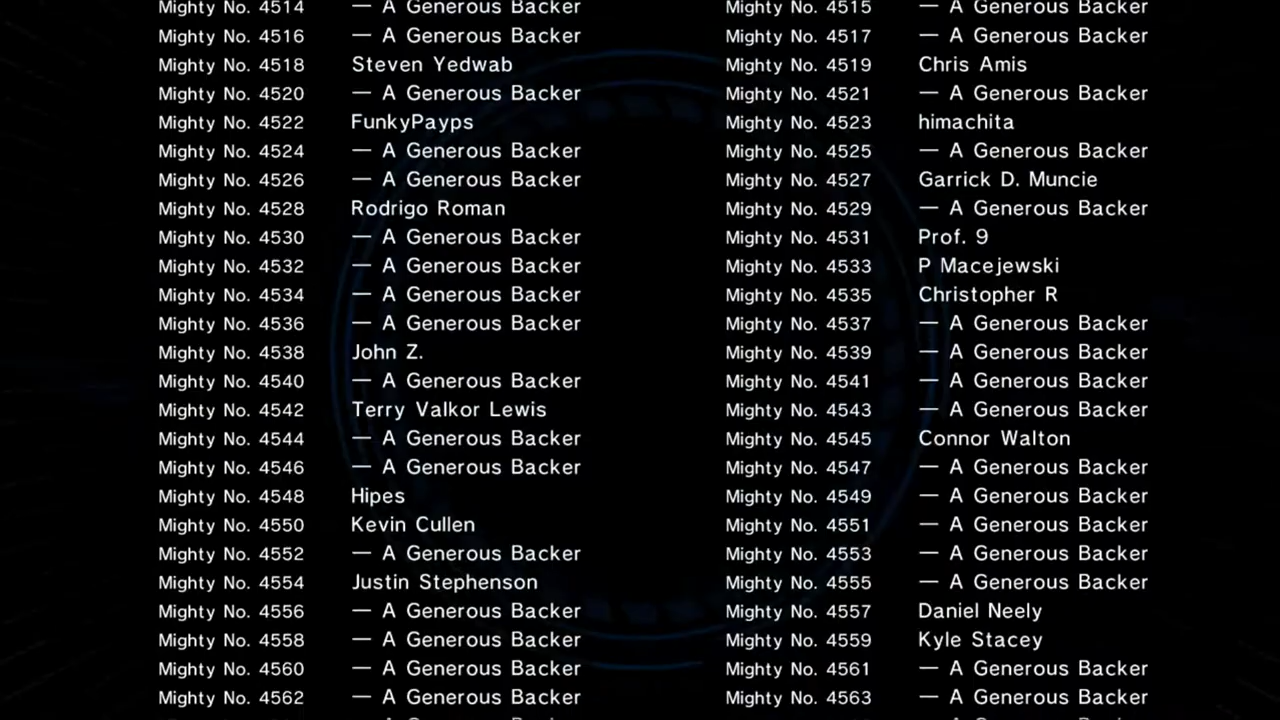 Mighty No. 4514 — A Generous Backer Mighty No. 4515 — A Generous Backer
Mighty No. 4516 — A Generous Backer Mighty No. 4517 — A Generous Backer
Mighty No. 4518 Steven Yedwab Mighty No. 4519 Chris Amis
Mighty No. 4520 — A Generous Backer Mighty No. 4521 — A Generous Backer
Mighty No. 4522 FunkyPayps Mighty No. 4523 himachita
Mighty No. 4524 — A Generous Backer Mighty No. 4525 — A Generous Backer
Mighty No. 4526 — A Generous Backer Mighty No. 4527 Garrick D. Muncie
Mighty No. 4528 Rodrigo Roman Mighty No. 4529 — A Generous Backer
Mighty No. 4530 — A Generous Backer Mighty No. 4531 Prof. 9
Mighty No. 4532 — A Generous Backer Mighty No. 4533 P Macejewski
Mighty No. 4534 — A Generous Backer Mighty No. 4535 Christopher R
Mighty No. 4536 — A Generous Backer Mighty No. 4537 — A Generous Backer
Mighty No. 4538 John Z. Mighty No. 4539 — A Generous Backer
Mighty No. 4540 — A Generous Backer Mighty No. 4541 — A Generous Backer
Mighty No. 4542 Terry Valkor Lewis Mighty No. 4543 — A Generous Backer
Mighty No. 4544 — A Generous Backer Mighty No. 4545 Connor Walton
Mighty No. 4546 — A Generous Backer Mighty No. 4547 — A Generous Backer
Mighty No. 4548 Hipes Mighty No. 4549 — A Generous Backer
Mighty No. 4550 Kevin Cullen Mighty No. 4551 — A Generous Backer
Mighty No. 4552 — A Generous Backer Mighty No. 4553 — A Generous Backer
Mighty No. 4554 Justin Stephenson Mighty No. 4555 — A Generous Backer
Mighty No. 4556 — A Generous Backer Mighty No. 4557 Daniel Neely
Mighty No. 4558 — A Generous Backer Mighty No. 4559 Kyle Stacey
Mighty No. 4560 — A Generous Backer Mighty No. 4561 — A Generous Backer
Mighty No. 4562 — A Generous Backer Mighty No. 4563 — A Generous Backer